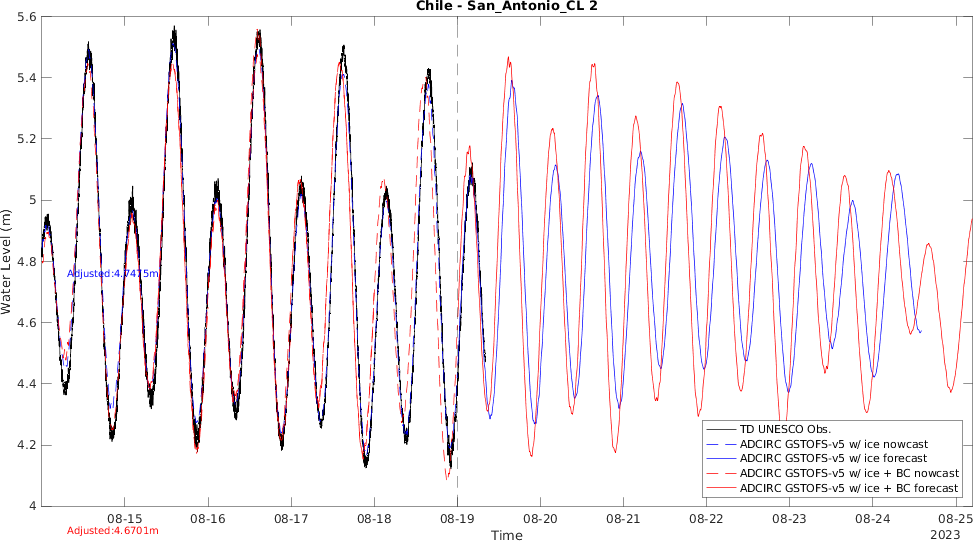 Chile - San_Antonio_CL 2
5.6
5.4
5.2
5
4.8
4.6
4.4
4.2
4
Water Level (m)
Adjusted:4.7475m
Adjusted:4.6701m
TD UNESCO Obs.
ADCIRC GSTOFS-v5 w/ ice nowcast
ADCIRC GSTOFS-v5 w/ ice forecast
ADCIRC GSTOFS-v5 w/ ice + BC nowcast
ADCIRC GSTOFS-v5 w/ ice + BC forecast
08-15 08-16 08-17 08-18 08-19 08-20 08-21 08-22 08-23 08-24 08-25
2023
Time